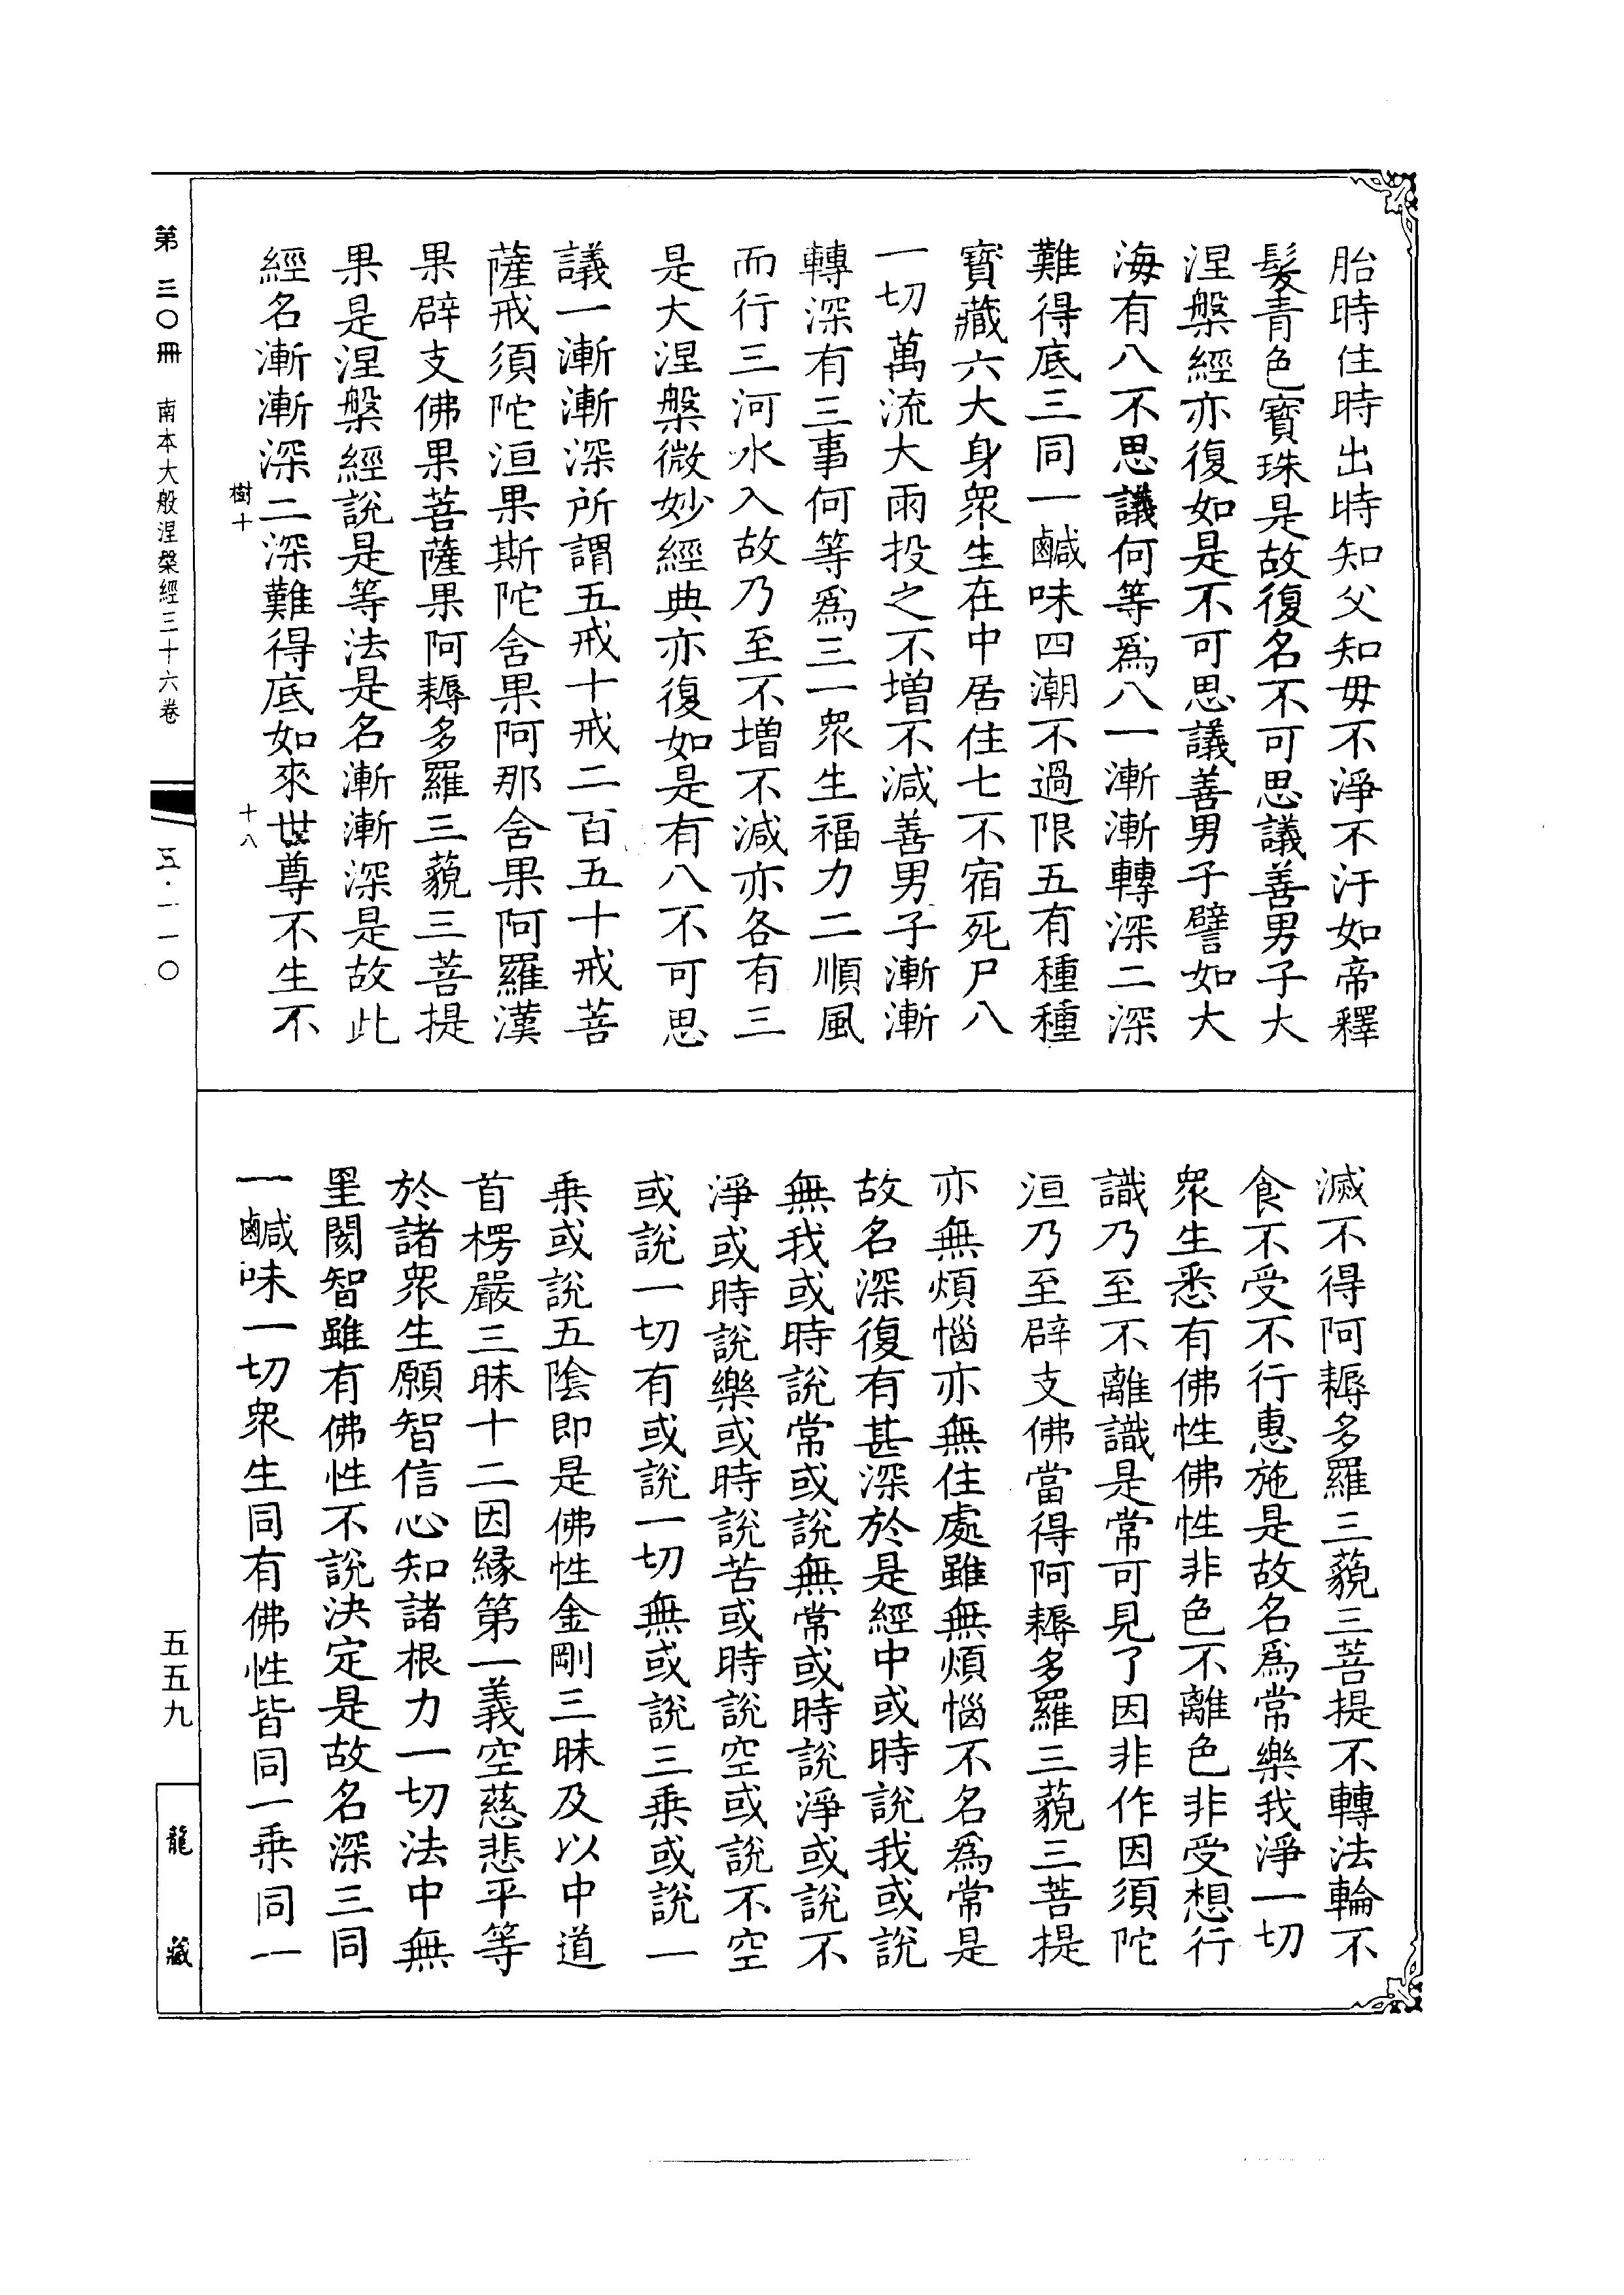 胎時住時出時知父知毋不淨不汙如帝釋
髮青色寶珠是故復名不可思議善男子大
涅槃經亦復如是不可思議善男子譬如大
海有八不思議何等爲八一漸漸轉深二深
難得底三同一鹹味四潮不過限五有種種
寶藏六大身衆生在中居住七不宿死尸八
一切萬流大雨投之不增不減善男子漸漸
轉深有三事何等爲三一衆生福力二順風
而行三河水入故乃至不增不減亦各有三
是大涅槃微妙經典亦復如是有八不可思
議一漸漸深所謂五戒十戒二百五十戒菩
薩戒須陀洹果斯陀含果阿那含果阿羅漢
果辟支佛果菩薩果阿耨多羅三藐三菩提
果是涅槃經說是等法是名漸漸深是故此
經名漸漸深二深難得底如來世尊不生不
樹十
十八
滅不得阿耨多羅三藐三菩提不轉法輪不
食不受不行惠施是故名爲常樂我淨一切
衆生悉有佛性佛性非色不離色非受想行
識乃至不離識是常可見了因非作因須陀
洹乃至辟支佛當得阿耨多羅三藐三菩提
亦無煩惱亦無住處雖無煩惱不名爲常是
故名深復有甚深於是經中或時說我或說
無我或時說常或說無常或時說淨或說不
淨或時說樂或時說苦或時說空或說不空
或說一切有或說一切無或說三乘或說一
乘或說五陰即是佛性金剛三昧及以中道
首楞嚴三昧十二因緣第一義空慈悲平等
於諸衆生願智信心知諸根力一切法中無
罣閡智雖有佛性不說決定是故名深三同
一鹹味一切衆生同有佛性皆同一乘同一
第三〇冊 南本大般涅槃經三十六卷
五·一一〇
五五九
龍藏